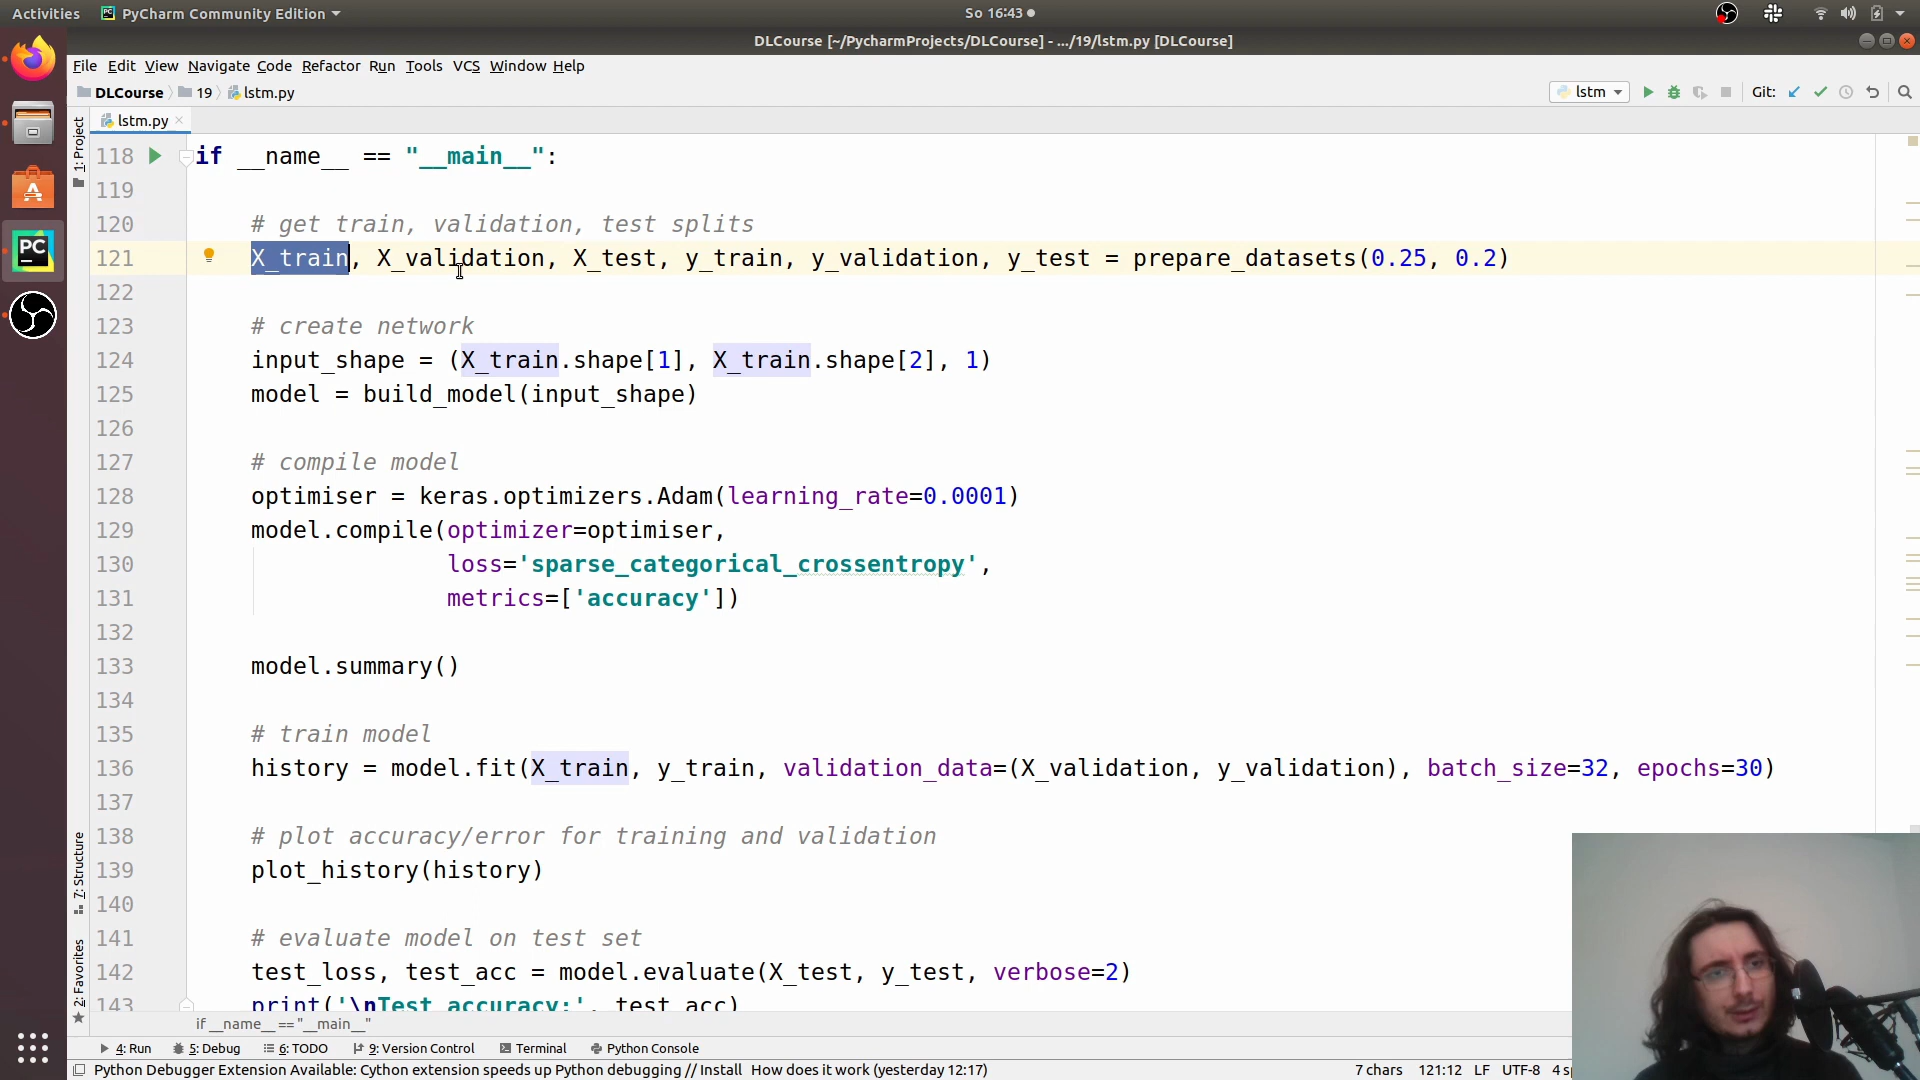 Activities PyCharm Community Edition So 16:43
DLCourse [~/PycharmProjects/DLCourse] - .../19/lstm.py [DLCourse]
File Edit View Navigate Code Refactor Run Tools VCS Window Help
DLCourse 19 lstm.py lstm Git:
1: Project
lstm.py
118 if __name__ == "__main__":
119
120 # get train, validation, test splits
121 X_train, X_validation, X_test, y_train, y_validation, y_test = prepare_datasets(0.25, 0.2)
122
123 # create network
124 input_shape = (X_train.shape[1], X_train.shape[2], 1)
125 model = build_model(input_shape)
126
127 # compile model
128 optimiser = keras.optimizers.Adam(learning_rate=0.0001)
129 model.compile(optimizer=optimiser,
130 loss='sparse_categorical_crossentropy',
131 metrics=['accuracy'])
132
133 model.summary()
134
135 # train model
136 history = model.fit(X_train, y_train, validation_data=(X_validation, y_validation), batch_size=32, epochs=30)
137
138 # plot accuracy/error for training and validation
139 plot_history(history)
140
141 # evaluate model on test set
142 test_loss, test_acc = model.evaluate(X_test, y_test, verbose=2)
143 print('\nTest accuracy:', test_acc)
7: Structure
2: Favorites
if __name__ == "__main__"
4: Run 5: Debug 6: TODO 9: Version Control Terminal Python Console
Python Debugger Extension Available: Cython extension speeds up Python debugging // Install How does it work (yesterday 12:17) 7 chars 121:12 LF UTF-8